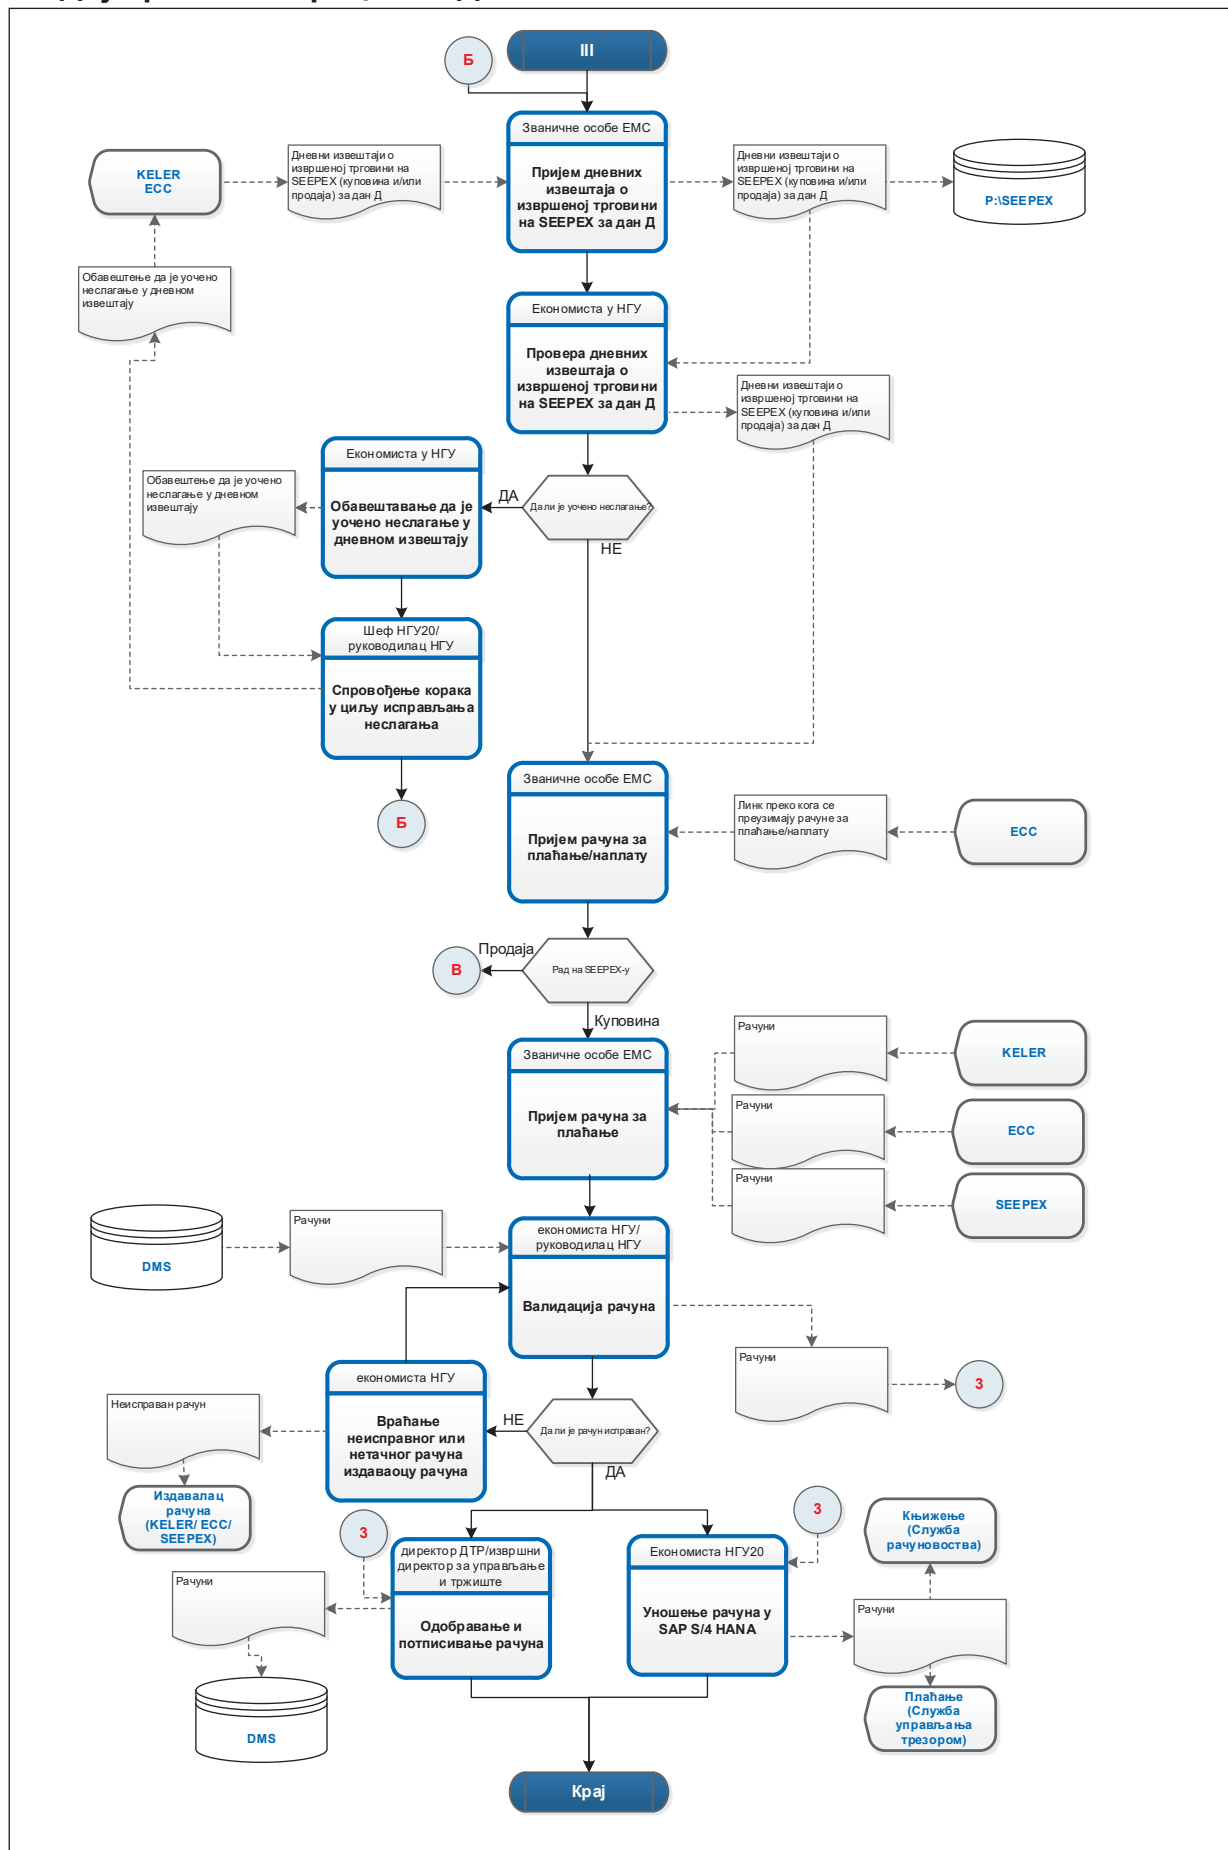 III
Б
Званичне особе ЕМС
Пријем дневних
извештаја о
извршеној трговини
на SEEPEX за дан Д
KELER
ECC
Дневни извештаји о
извршеној трговини на
SEEPEX (куповина и/или
продаја) за дан Д
Дневни извештаји о
извршеној трговини на
SEEPEX (куповина и/или
продаја) за дан Д
P:\SEEPEX
Обавештење да је уочено
неслагање у дневном
извештају
Економиста у НГУ
Провера дневних
извештаја о
извршеној трговини
на SEEPEX за дан Д
Дневни извештаји о
извршеној трговини на
SEEPEX (куповина и/или
продаја) за дан Д
Економиста у НГУ
Обавештавање да је
уочено неслагање у
дневном извештају
Обавештење да је уочено
неслагање у дневном
извештају
ДА
Да ли је уочено неслагање?
НЕ
Шеф НГУ20/
руководилац НГУ
Спровођење корака
у циљу исправљања
неслагања
Б
Званичне особе ЕМС
Пријем рачуна за
плаћање/наплату
Линк преко кога се
преузимају рачуне за
плаћање/наплату
ECC
Продаја
В
Рад на SEEPEX-у
Куповина
Званичне особе ЕМС
Пријем рачуна за
плаћање
Рачуни
KELER
Рачуни
ECC
Рачуни
SEEPEX
DMS
Рачуни
економиста НГУ/
руководилац НГУ
Валидација рачуна
Рачуни
З
економиста НГУ
Враћање
неисправног или
нетачног рачуна
издаваоцу рачуна
НЕ
Да ли је рачун исправан?
ДА
Неисправан рачун
Издавалац
рачуна
(KELER/ ECC/
SEEPEX)
З
директор ДТР/извршни
директор за управљање
и тржиште
Одобравање и
потписивање рачуна
Рачуни
DMS
З
Економиста НГУ20
Уношење рачуна у
SAP S/4 HANA
Књижење
(Служба
рачуновоства)
Рачуни
Плаћање
(Служба
управљања
трезором)
Крај